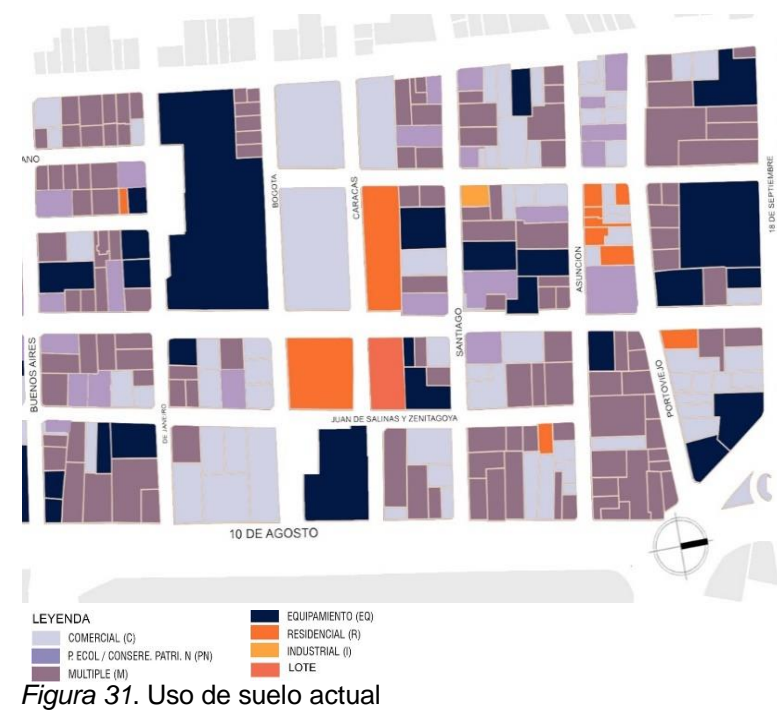 ANO
BOGOTA
CARACAS
18 DE SEPTIEMBRE
ASUNCION
SANTIAGO
BUENOS AIRES
DE JANEIRO
PORTOVIEJO
JUAN DE SALINAS Y ZENITAGOYA
10 DE AGOSTO
LEYENDA
COMERCIAL (C)
P. ECOL / CONSERE. PATRI. N (PN)
MULTIPLE (M)
EQUIPAMIENTO (EQ)
RESIDENCIAL (R)
INDUSTRIAL (I)
LOTE
Figura 31. Uso de suelo actual